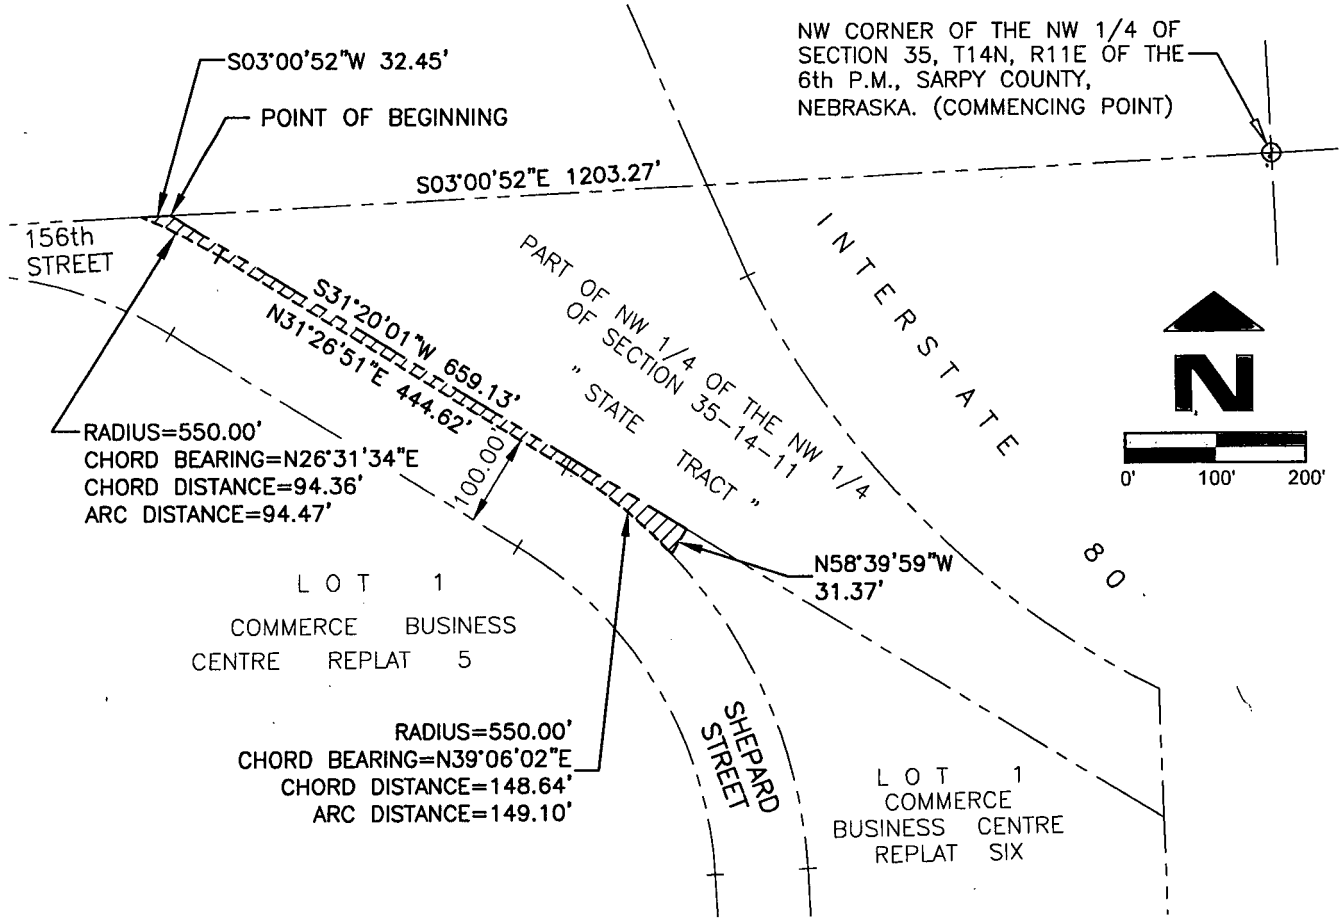 NW CORNER OF THE NW 1/4 OF
SECTION 35, T14N, R11E OF THE
6th P.M., SARPY COUNTY,
NEBRASKA. (COMMENCING POINT)
S03°00'52"W 32.45'
POINT OF BEGINNING
S03°00'52"E 1203.27'
156th
STREET
INTERSTATE
80
PART OF NW 1/4 OF THE NW 1/4
OF SECTION 35-14-11
" STATE TRACT "
S31°20'01"W 659.13'
N31°26'51"E 444.62'
100.00'
N
0' 100' 200'
RADIUS=550.00'
CHORD BEARING=N26°31'34"E
CHORD DISTANCE=94.36'
ARC DISTANCE=94.47'
N58°39'59"W
31.37'
LOT 1
COMMERCE BUSINESS
CENTRE REPLAT 5
RADIUS=550.00'
CHORD BEARING=N39°06'02"E
CHORD DISTANCE=148.64'
ARC DISTANCE=149.10'
SHEPARD
STREET
LOT 1
COMMERCE
BUSINESS CENTRE
REPLAT SIX